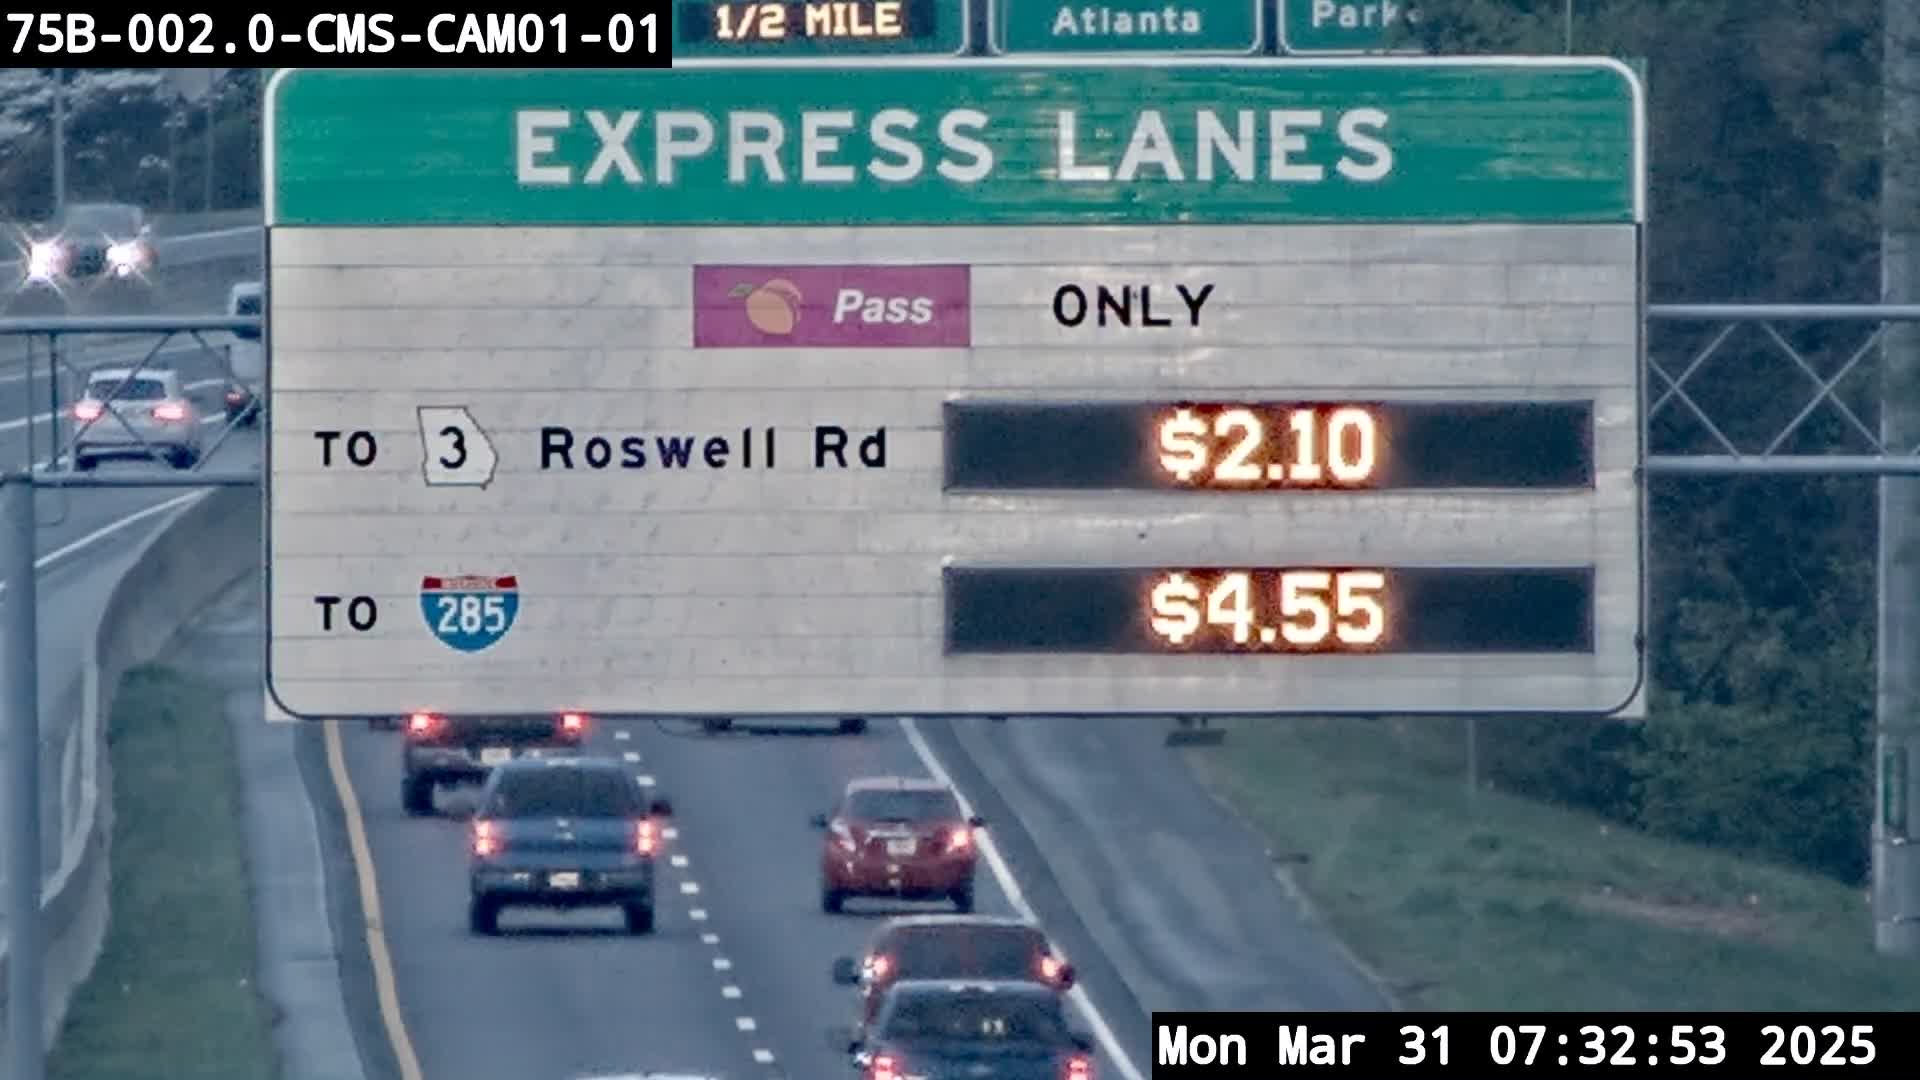 75B-002.0-CMS-CAM01-01
1/2 MILE
Atlanta
EXPRESS LANES
Pass ONLY
TO 3 Roswell Rd $2.10
TO 285 $4.55
Mon Mar 31 07:32:53 2025